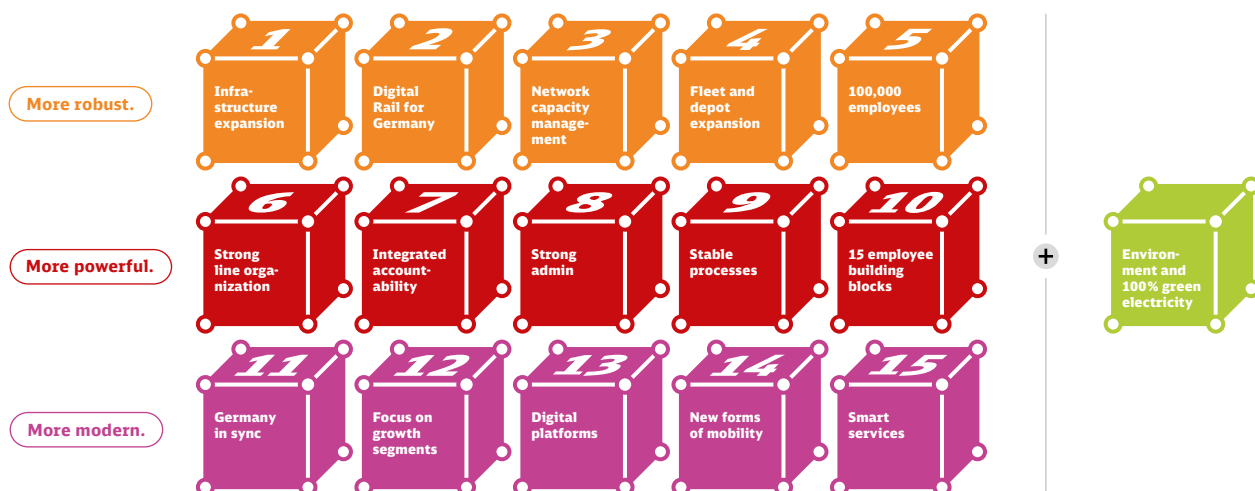 1
2
3
4
5
More robust.
Infra-
structure
expansion
Digital
Rail for
Germany
Network
capacity
manage-
ment
Fleet and
depot
expansion
100,000
employees
6
7
8
9
10
More powerful.
Strong
line orga-
nization
Integrated
account-
ability
Strong
admin
Stable
processes
15 employee
building
blocks
+
Environ-
ment and
100% green
electricity
11
12
13
14
15
More modern.
Germany
in sync
Focus on
growth
segments
Digital
platforms
New forms
of mobility
Smart
services